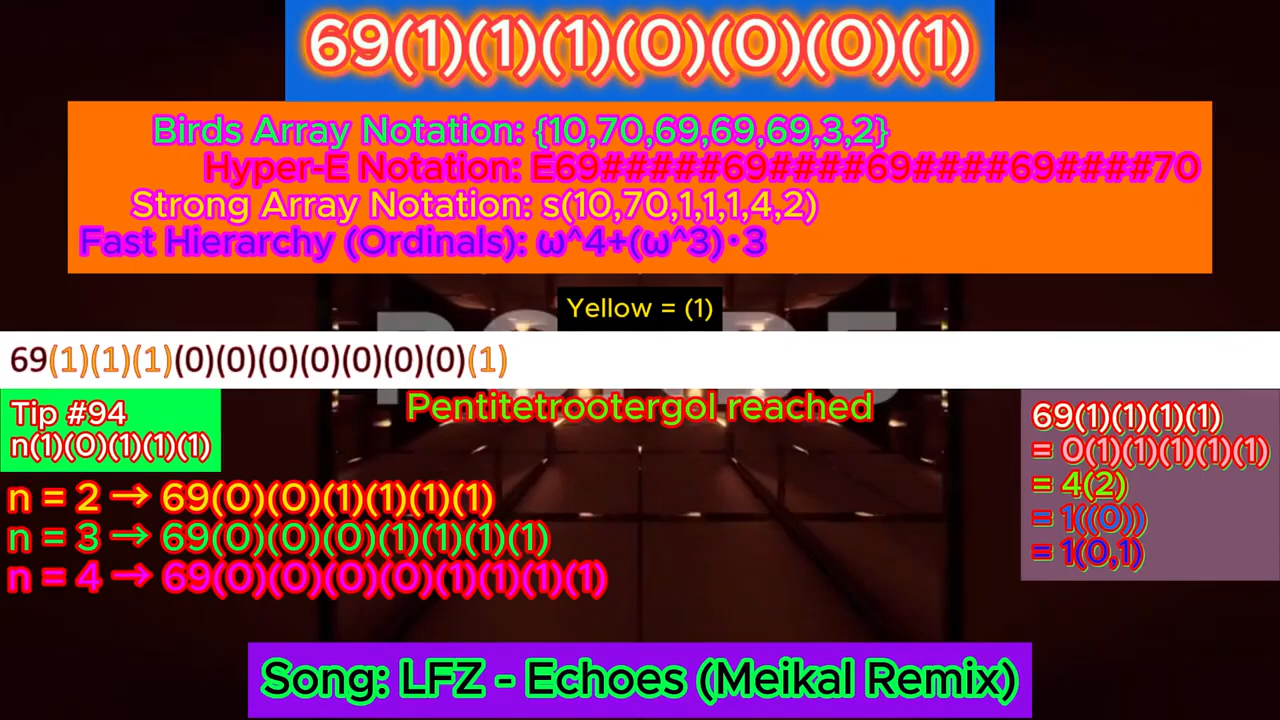 69(1)(1)(1)(0)(0)(0)(1)
Birds Array Notation: {10,70,69,69,69,3,2}
Hyper-E Notation: E69#####69####69####69####70
Strong Array Notation: s(10,70,1,1,1,4,2)
Fast Hierarchy (Ordinals): ω^4+(ω^3)·3
Yellow = (1)
69(1)(1)(1)(0)(0)(0)(0)(0)(0)(0)(1)
Pentitetrootergol reached
Tip #94
n(1)(0)(1)(1)(1)
n = 2 → 69(0)(0)(1)(1)(1)(1)
n = 3 → 69(0)(0)(0)(1)(1)(1)(1)
n = 4 → 69(0)(0)(0)(0)(1)(1)(1)(1)
69(1)(1)(1)(1)
= 0(1)(1)(1)(1)(1)
= 4(2)
= 1((0))
= 1(0,1)
Song: LFZ - Echoes (Meikal Remix)